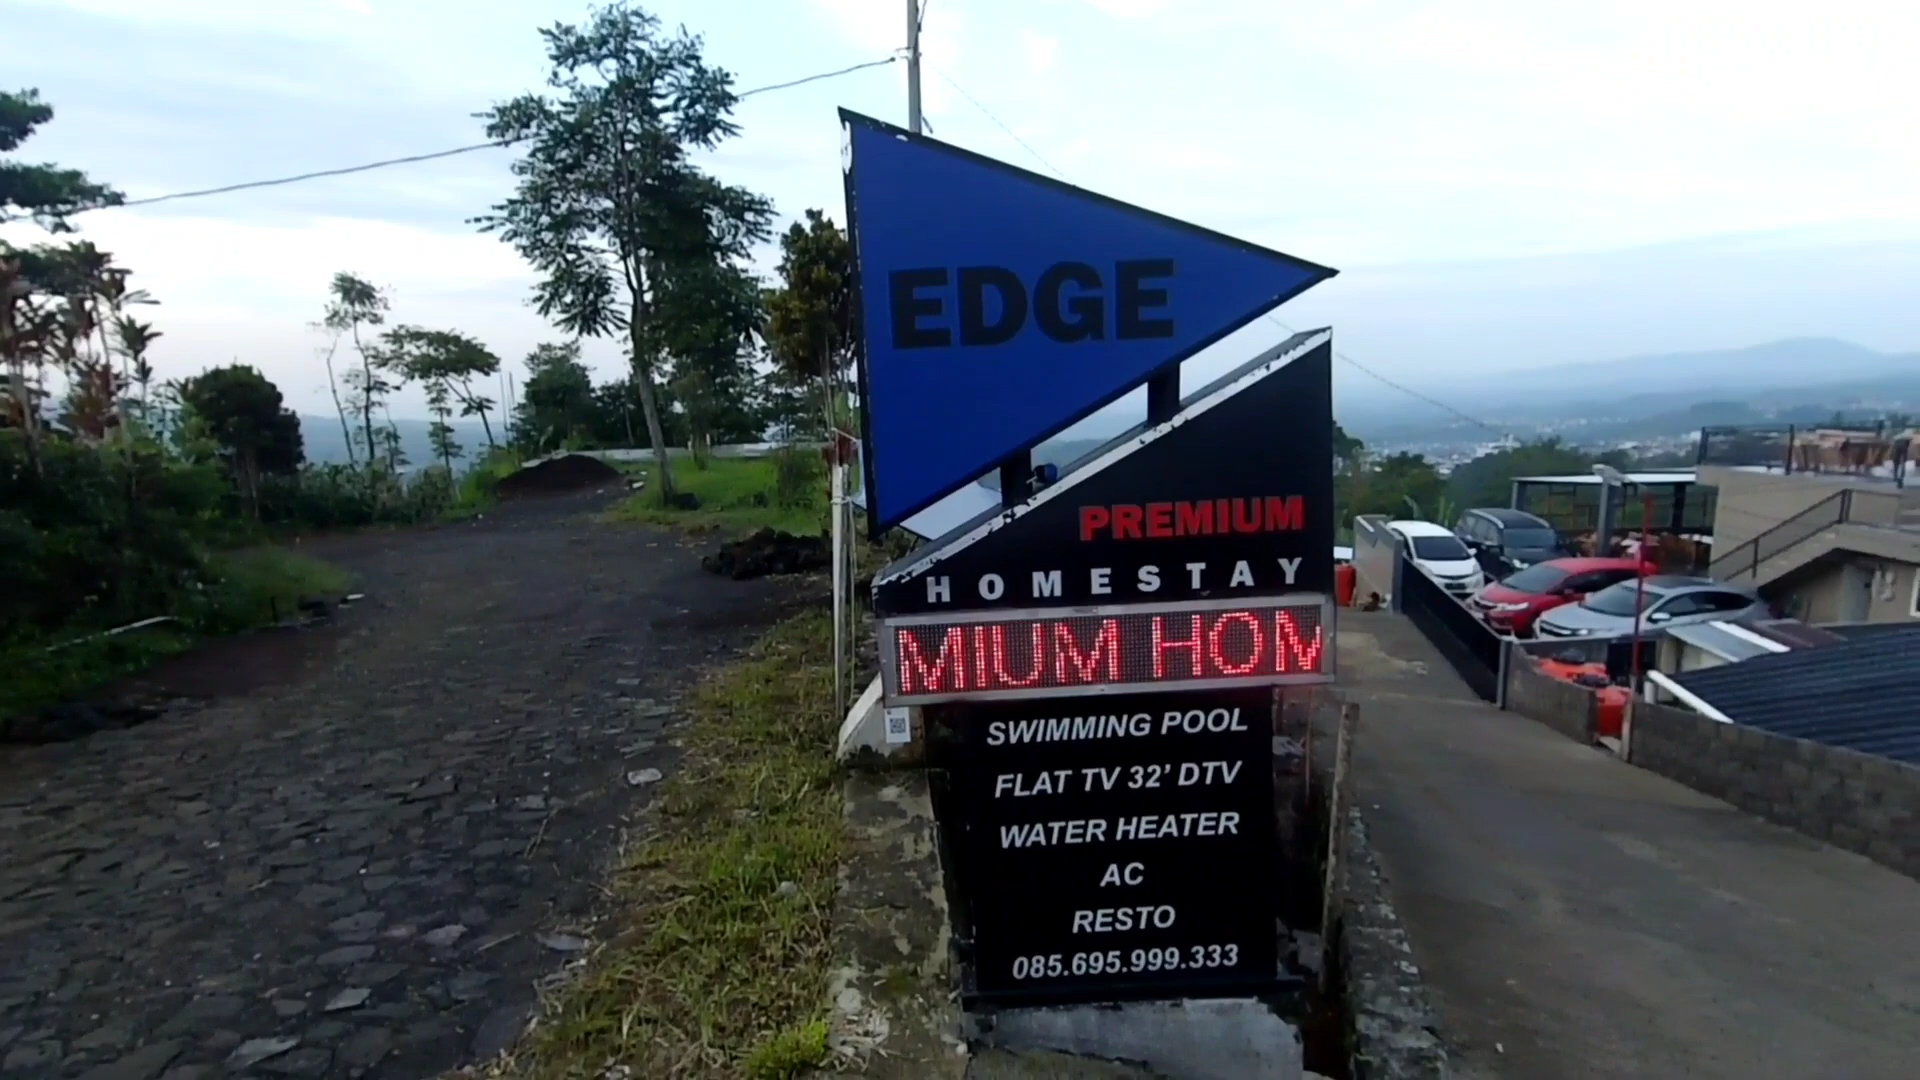 EDGE
PREMIUM
HOMESTAY
MIUM HOM
SWIMMING POOL
FLAT TV 32' DTV
WATER HEATER
AC
RESTO
085.695.999.333